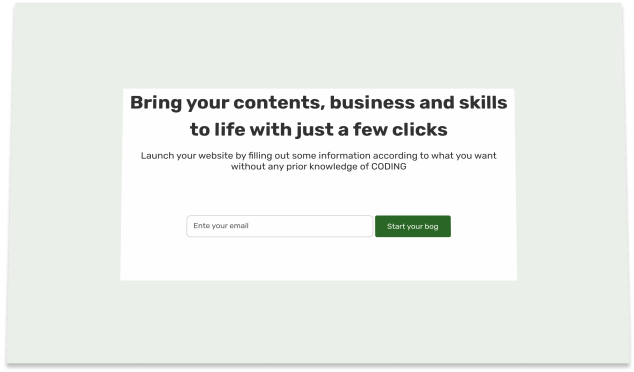 Bring your contents, business and skills
to life with just a few clicks
Launch your website by filling out some information according to what you want
without any prior knowledge of CODING
Ente your email
Start your bog